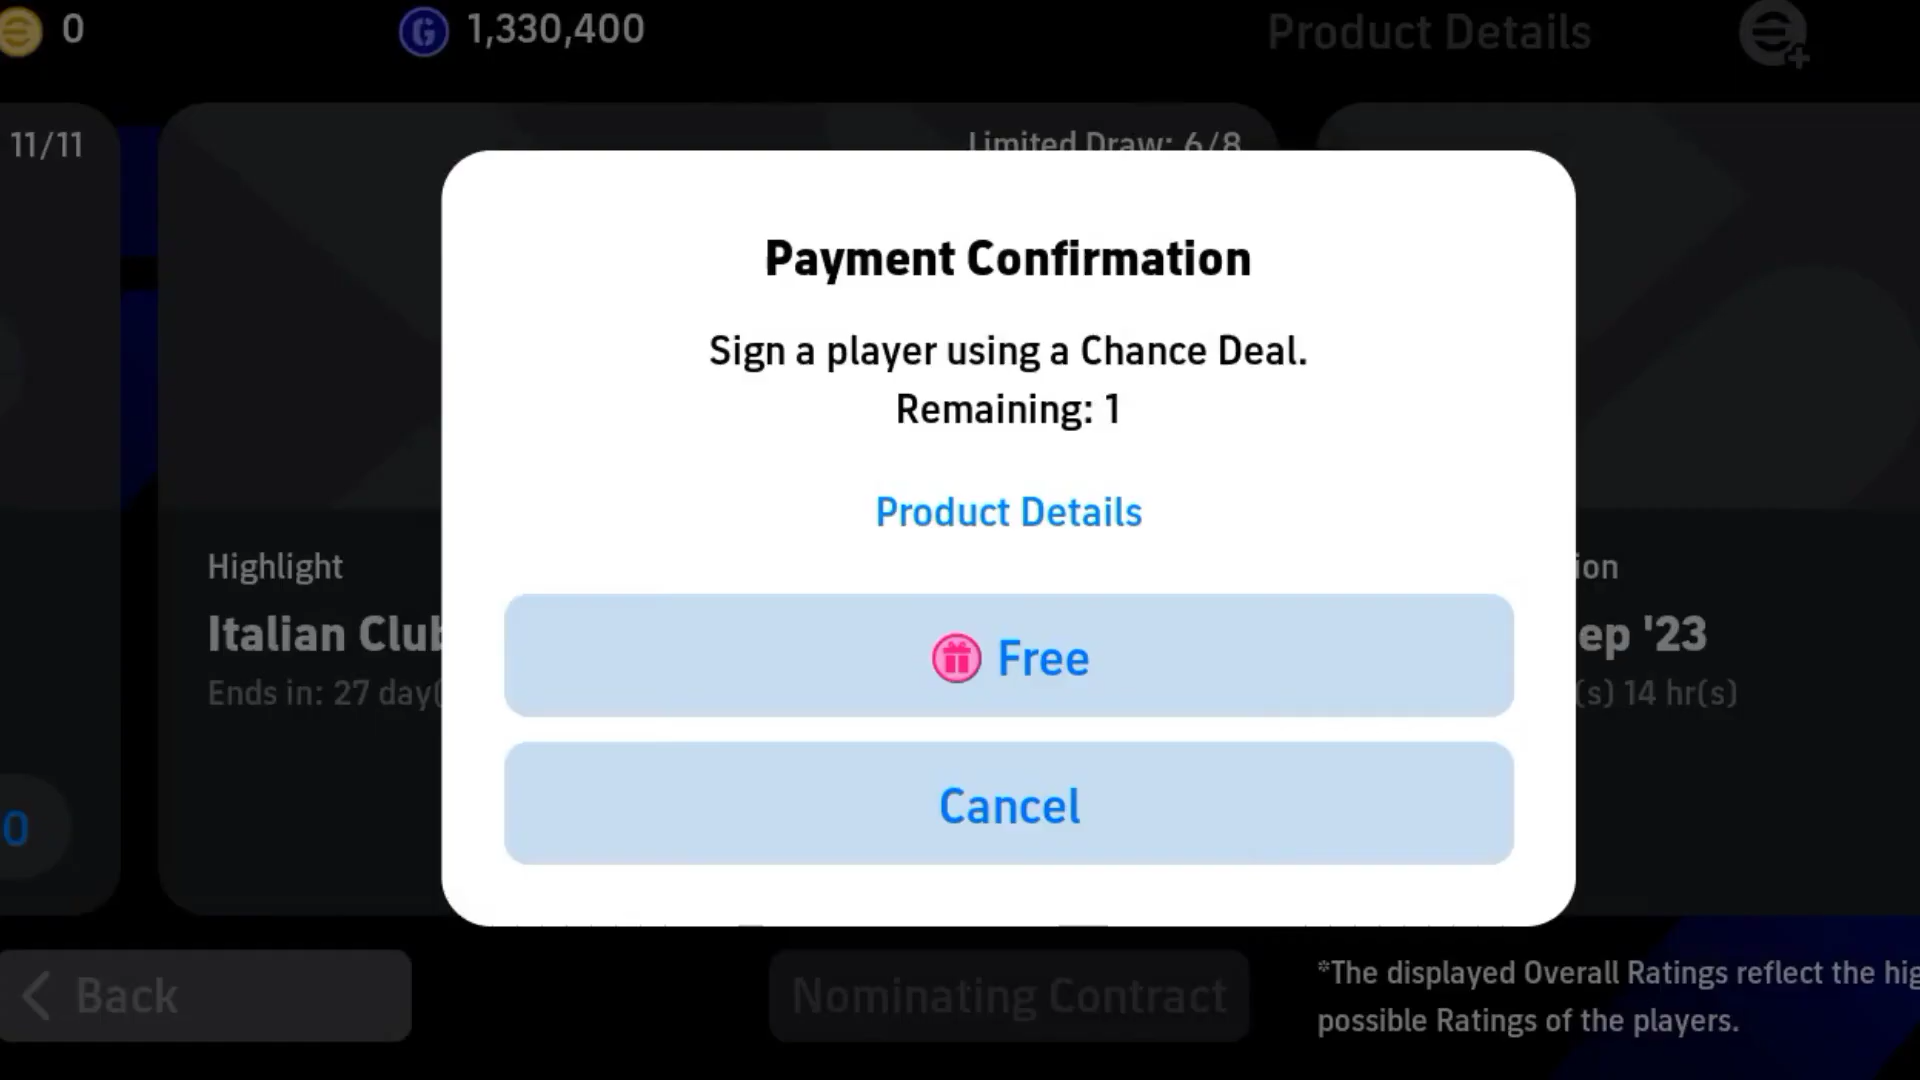 0
1,330,400
Product Details
11/11
Limited Draw: 6/8
Payment Confirmation
Sign a player using a Chance Deal.
Remaining: 1
Product Details
Highlight
Italian Club
Ends in: 27 day(
ion
ep '23
(s) 14 hr(s)
Free
Cancel
0
Back
Nominating Contract
*The displayed Overall Ratings reflect the hig
possible Ratings of the players.